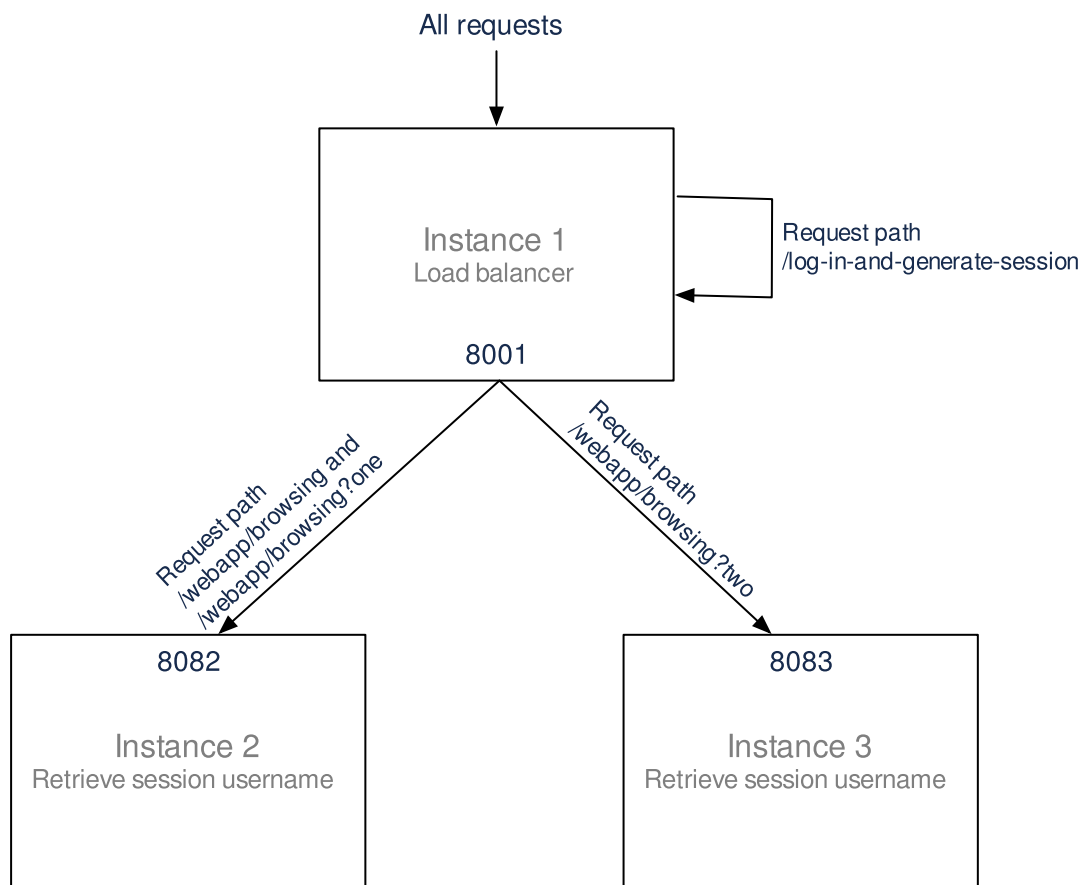 All requests
Instance 1
Load balancer
Request path
/log-in-and-generate-session
8001
Request path
/webapp/browsing and
/webapp/browsing?one
Request path
/webapp/browsing?two
8082
Instance 2
Retrieve session username
8083
Instance 3
Retrieve session username